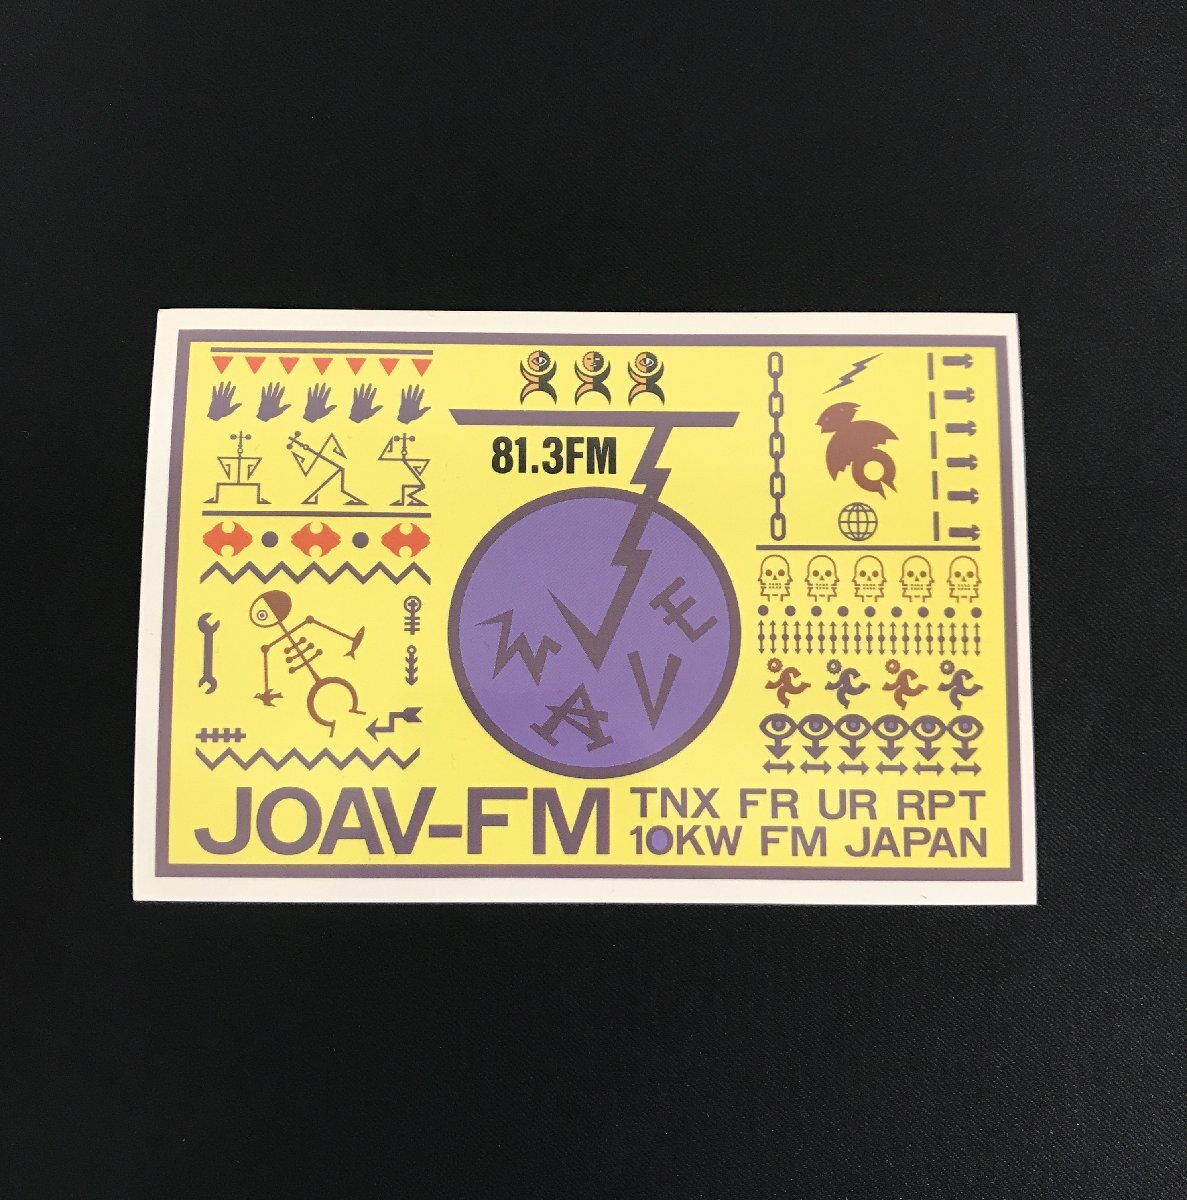 81.3FM
WAVE
JOAV-FM
TNX FR UR RPT
10KW FM JAPAN